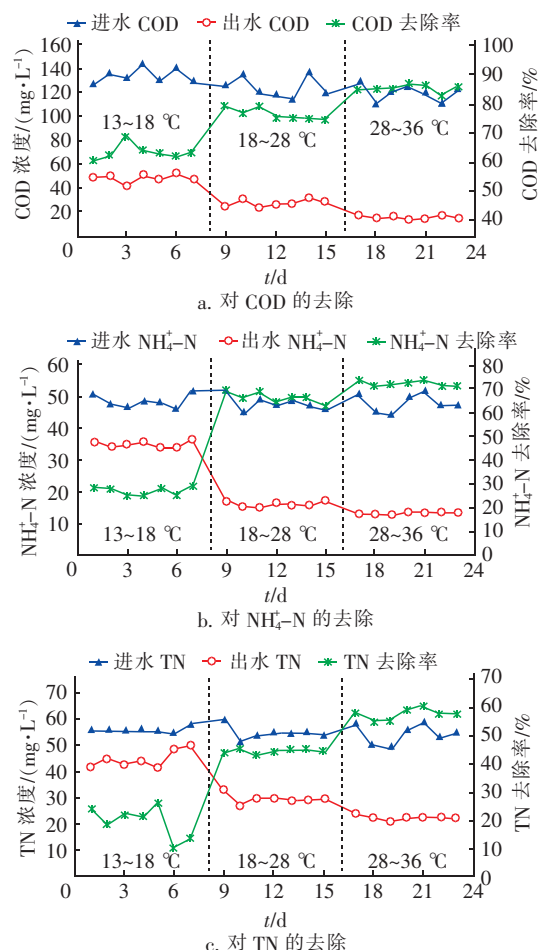 进水 COD 出水 COD COD 去除率
160 140 120 100 80 60 40 20 0
COD 浓度/(mg·L⁻¹)
100 90 80 70 60 50 40
COD 去除率/%
13~18 ℃ 18~28 ℃ 28~36 ℃
3 6 9 12 15 18 21 24
t/d
a. 对 COD 的去除
进水 NH₄⁺-N 出水 NH₄⁺-N NH₄⁺-N 去除率
60 50 40 30 20 10
NH₄⁺-N 浓度/(mg·L⁻¹)
80 70 60 50 40 30 20 10 0
NH₄⁺-N 去除率/%
13~18 ℃ 18~28 ℃ 28~36 ℃
0 3 6 9 12 15 18 21 24
t/d
b. 对 NH₄⁺-N 的去除
进水 TN 出水 TN TN 去除率
70 60 50 40 30 20 10
TN 浓度/(mg·L⁻¹)
70 60 50 40 30 20 10 0
TN 去除率/%
13~18 ℃ 18~28 ℃ 28~36 ℃
0 3 6 9 12 15 18 21 24
t/d
c. 对 TN 的去除